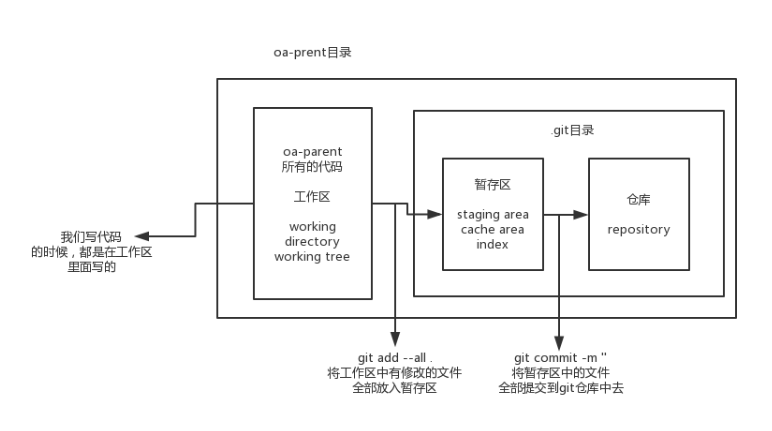 oa-prent目录
.git目录
oa-parent
所有的代码
工作区
working
directory
working tree
暂存区
staging area
cache area
index
仓库
repository
我们写代码
的时候，都是在工作区
里面写的
git add --all .
将工作区中有修改的文件
全部放入暂存区
git commit -m ''
将暂存区中的文件
全部提交到git仓库中去